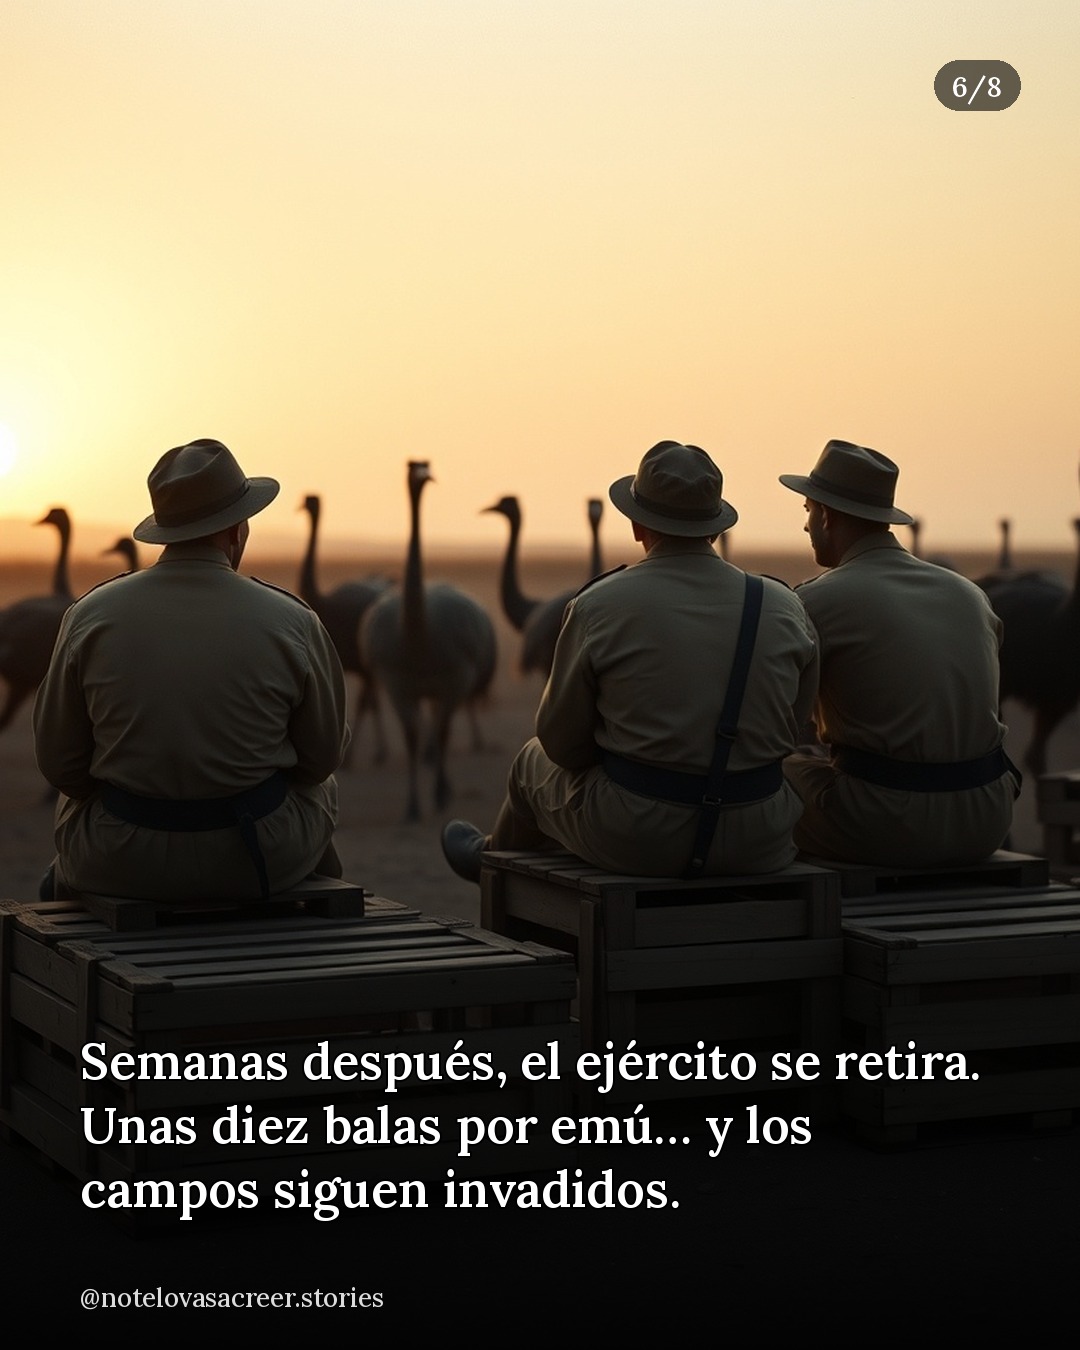 6/8
Semanas después, el ejército se retira.
Unas diez balas por emú... y los
campos siguen invadidos.
@notelovasacreer.stories